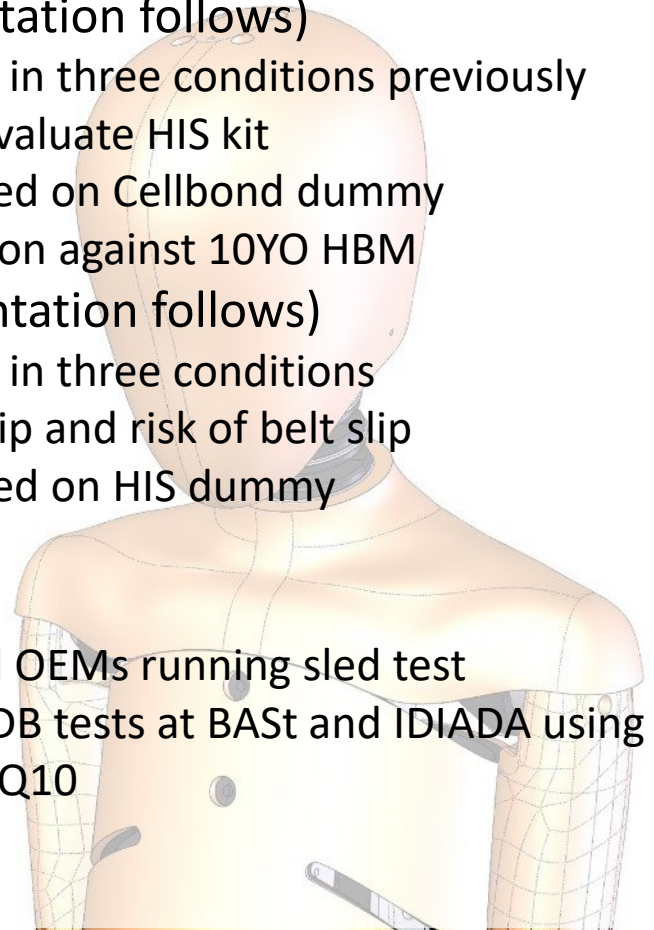 tation follows)
in three conditions previously
valuate HIS kit
ed on Cellbond dummy
on against 10YO HBM
ntation follows)
in three conditions
ip and risk of belt slip
ed on HIS dummy
OEMs running sled test
DB tests at BASt and IDIADA using
Q10